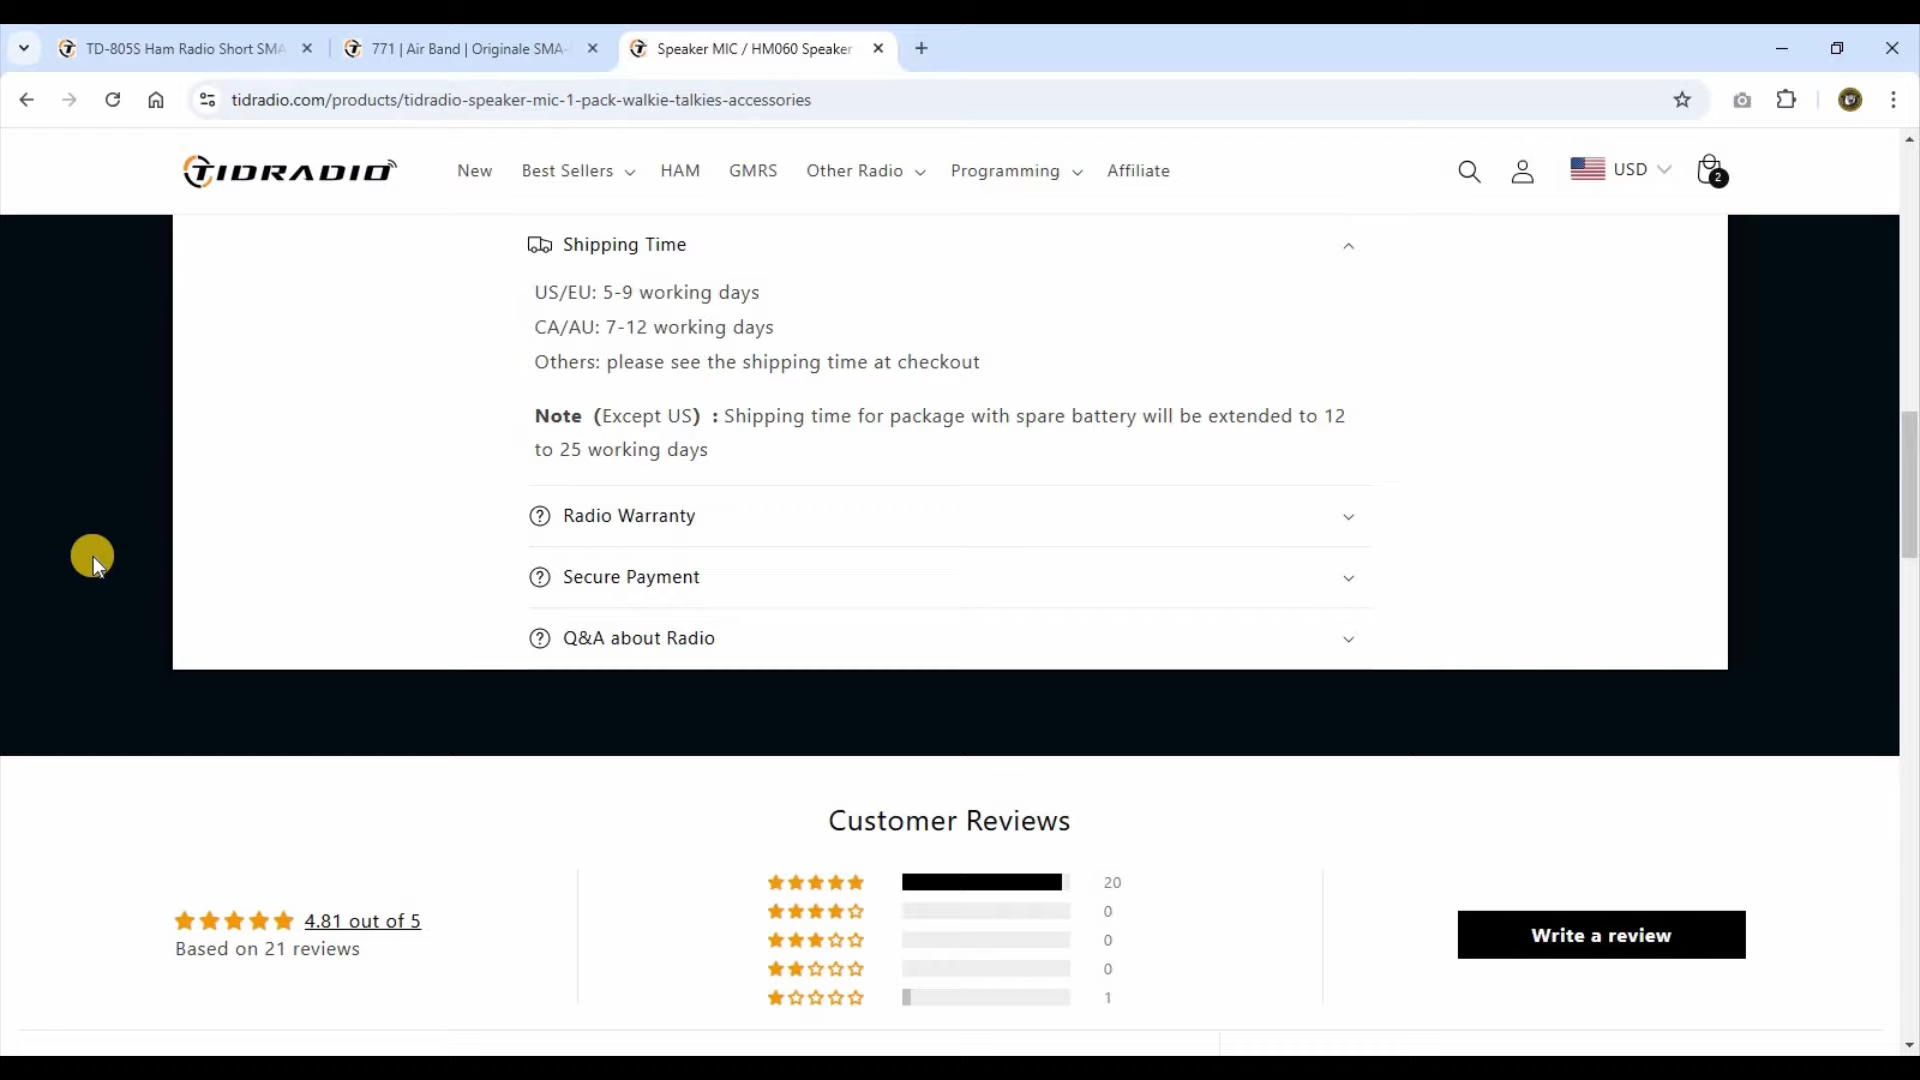 TD-805S Ham Radio Short SMA
771 | Air Band | Originale SMA-
Speaker MIC / HM060 Speaker
tidradio.com/products/tidradio-speaker-mic-1-pack-walkie-talkies-accessories
TIDRADIO
New
Best Sellers
HAM
GMRS
Other Radio
Programming
Affiliate
USD
2
Shipping Time
US/EU: 5-9 working days
CA/AU: 7-12 working days
Others: please see the shipping time at checkout
Note (Except US) : Shipping time for package with spare battery will be extended to 12
to 25 working days
Radio Warranty
Secure Payment
Q&A about Radio
Customer Reviews
4.81 out of 5
Based on 21 reviews
20
0
0
0
1
Write a review